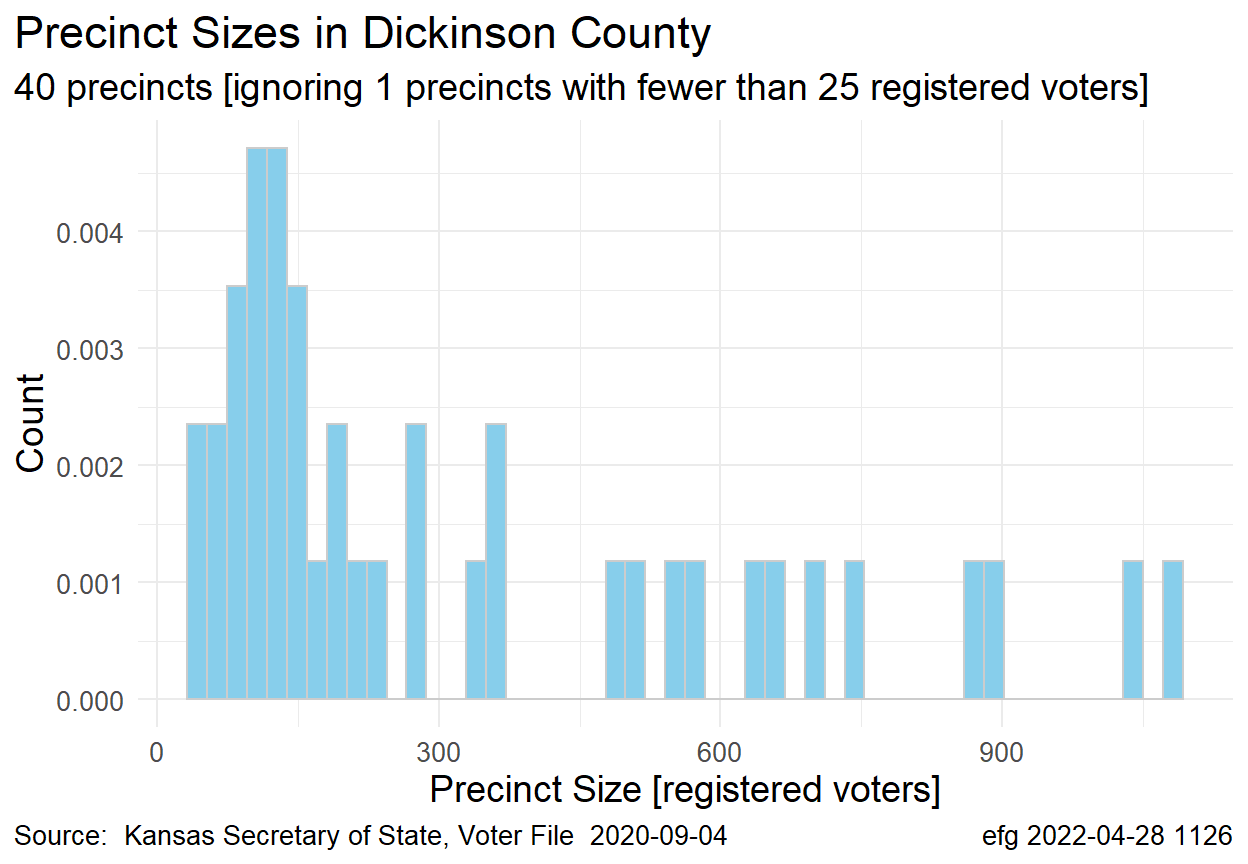 Precinct Sizes in Dickinson County
40 precincts [ignoring 1 precincts with fewer than 25 registered voters]
Count
0.004
0.003
0.002
0.001
0.000
0 300 600 900
Precinct Size [registered voters]
Source:  Kansas Secretary of State, Voter File  2020-09-04 efg 2022-04-28 1126